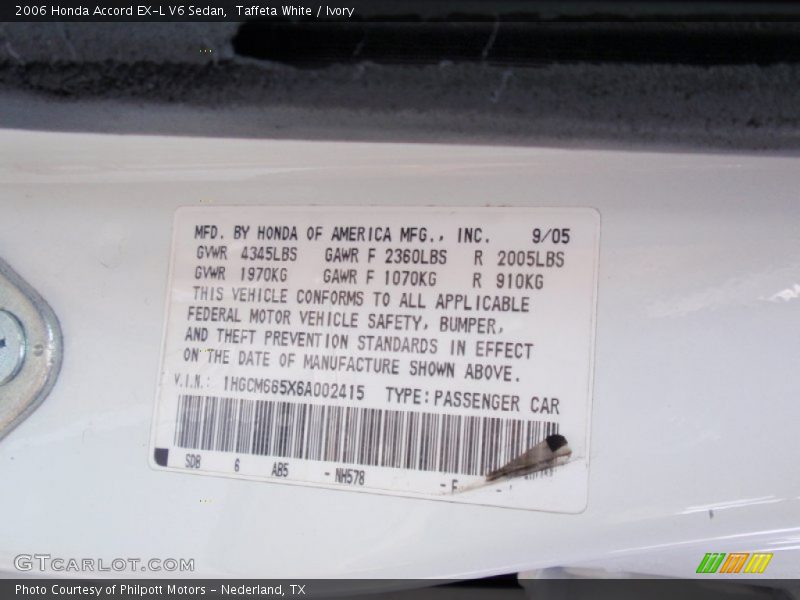 2006 Honda Accord EX-L V6 Sedan, Taffeta White / Ivory
MFD. BY HONDA OF AMERICA MFG., INC. 9/05
GVWR 4345LBS GAWR F 2360LBS R 2005LBS
GVWR 1970KG GAWR F 1070KG R 910KG
THIS VEHICLE CONFORMS TO ALL APPLICABLE
FEDERAL MOTOR VEHICLE SAFETY, BUMPER,
AND THEFT PREVENTION STANDARDS IN EFFECT
ON THE DATE OF MANUFACTURE SHOWN ABOVE.
V.I.N.: 1HGCM665X6A002415 TYPE:PASSENGER CAR
SDB 6 AB5 -NH578
GTCARLOT.COM
Photo Courtesy of Philpott Motors - Nederland, TX